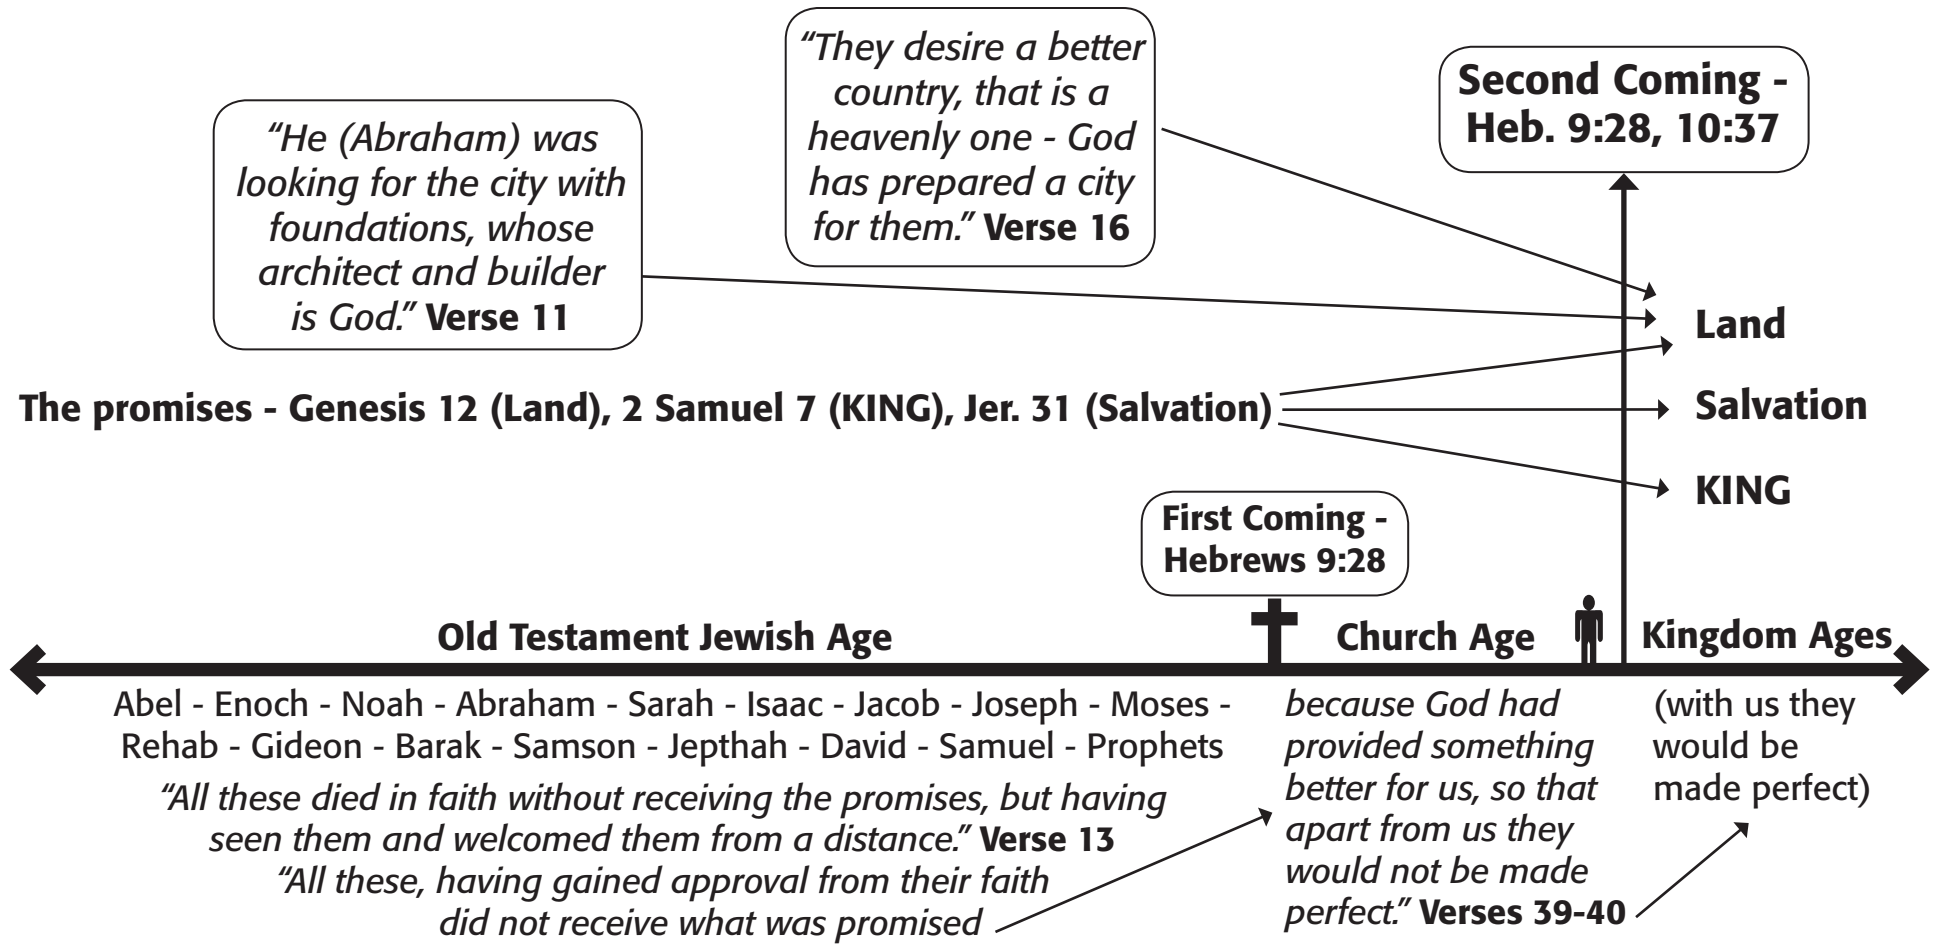 “They desire a better
country, that is a
heavenly one - God
has prepared a city
for them.” Verse 16
Second Coming -
Heb. 9:28, 10:37
“He (Abraham) was
looking for the city with
foundations, whose
architect and builder
is God.” Verse 11
Land
The promises - Genesis 12 (Land), 2 Samuel 7 (KING), Jer. 31 (Salvation)
Salvation
KING
First Coming -
Hebrews 9:28
Old Testament Jewish Age
Church Age
Kingdom Ages
Abel - Enoch - Noah - Abraham - Sarah - Isaac - Jacob - Joseph - Moses -
Rehab - Gideon - Barak - Samson - Jepthah - David - Samuel - Prophets
“All these died in faith without receiving the promises, but having
seen them and welcomed them from a distance.” Verse 13
“All these, having gained approval from their faith
did not receive what was promised
because God had
provided something
better for us, so that
apart from us they
would not be made
perfect.” Verses 39-40
(with us they
would be
made perfect)